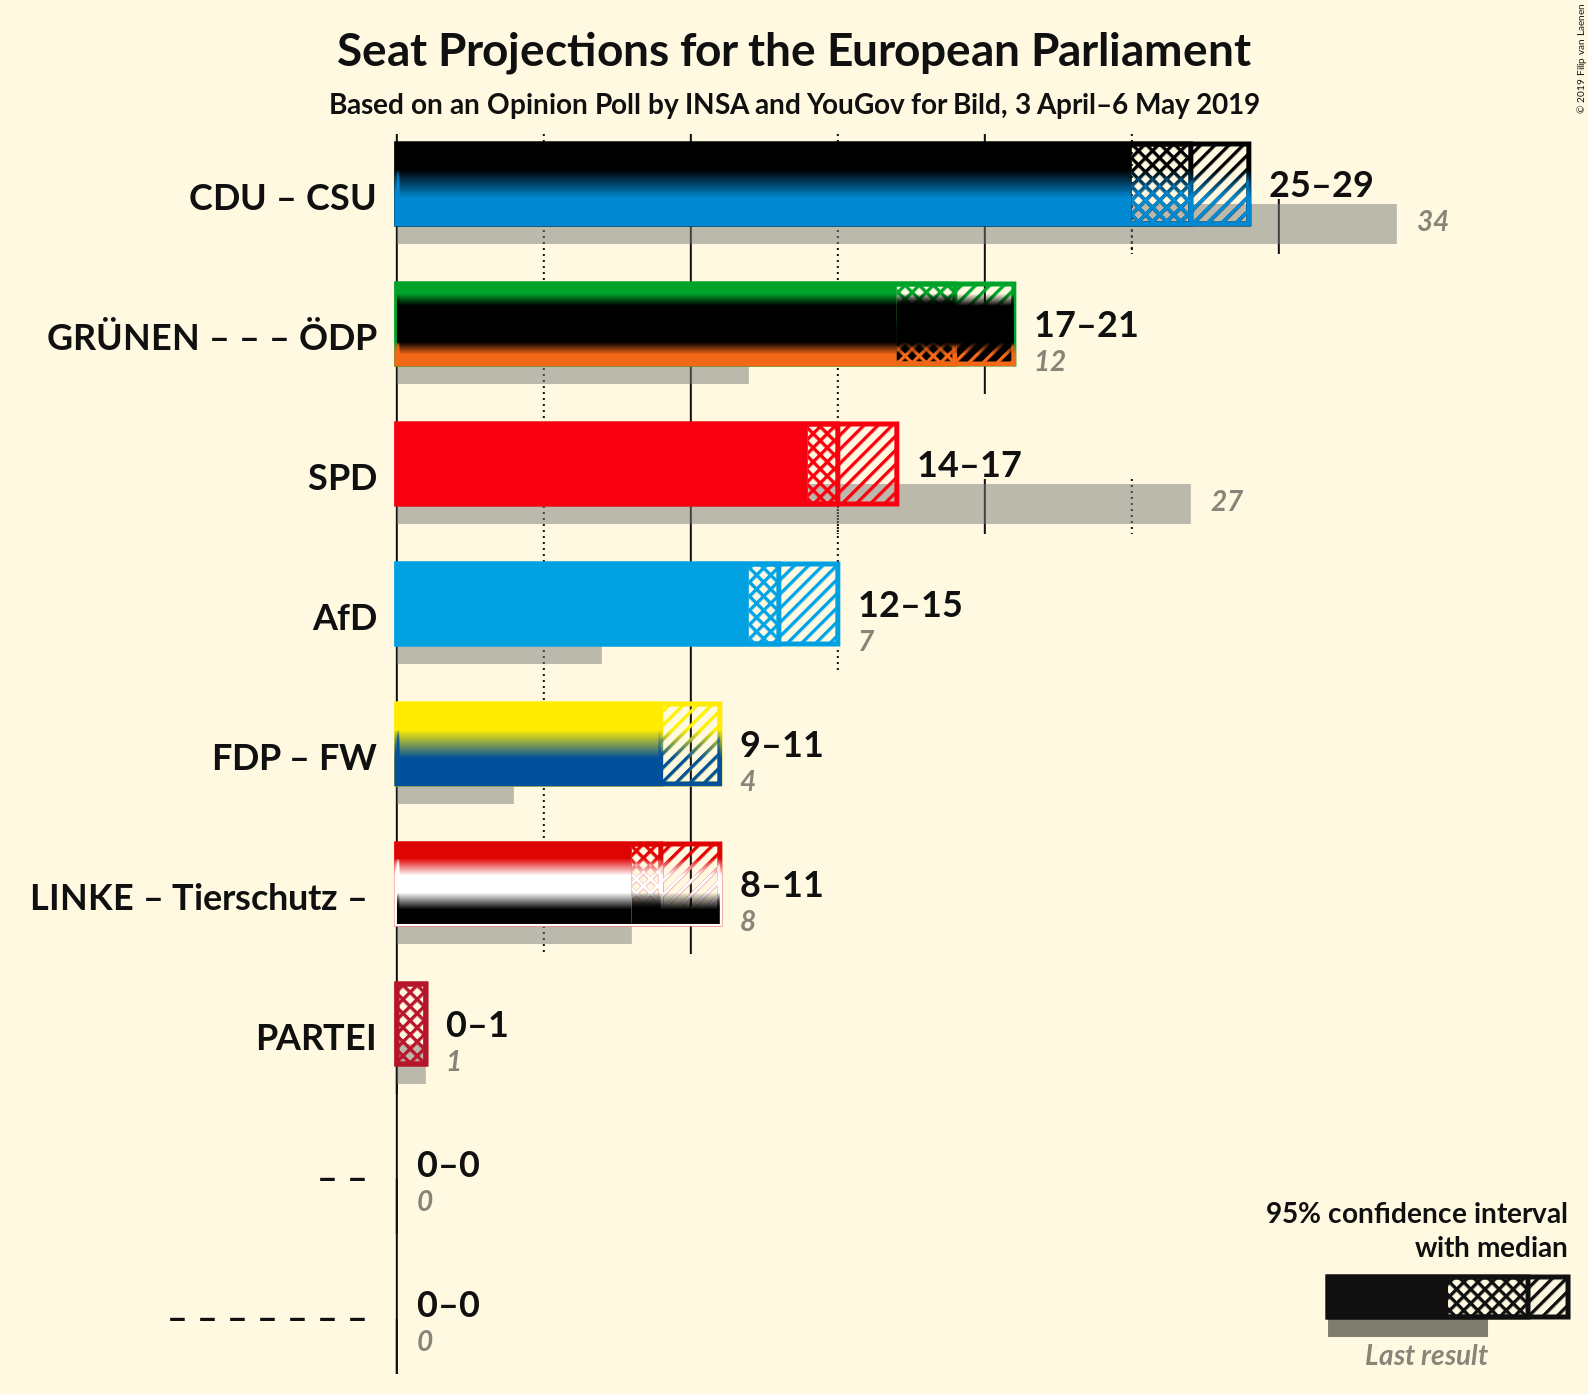 Seat Projections for the European Parliament
Based on an Opinion Poll by INSA and YouGov for Bild, 3 April–6 May 2019
© 2019 Filip van Laenen
CDU – CSU
25–29
34
GRÜNEN – – – ÖDP
17–21
12
SPD
14–17
27
AfD
12–15
7
FDP – FW
9–11
4
LINKE – Tierschutz –
8–11
8
PARTEI
0–1
1
– –
0–0
0
– – – – – – –
0–0
0
95% confidence interval
with median
Last result